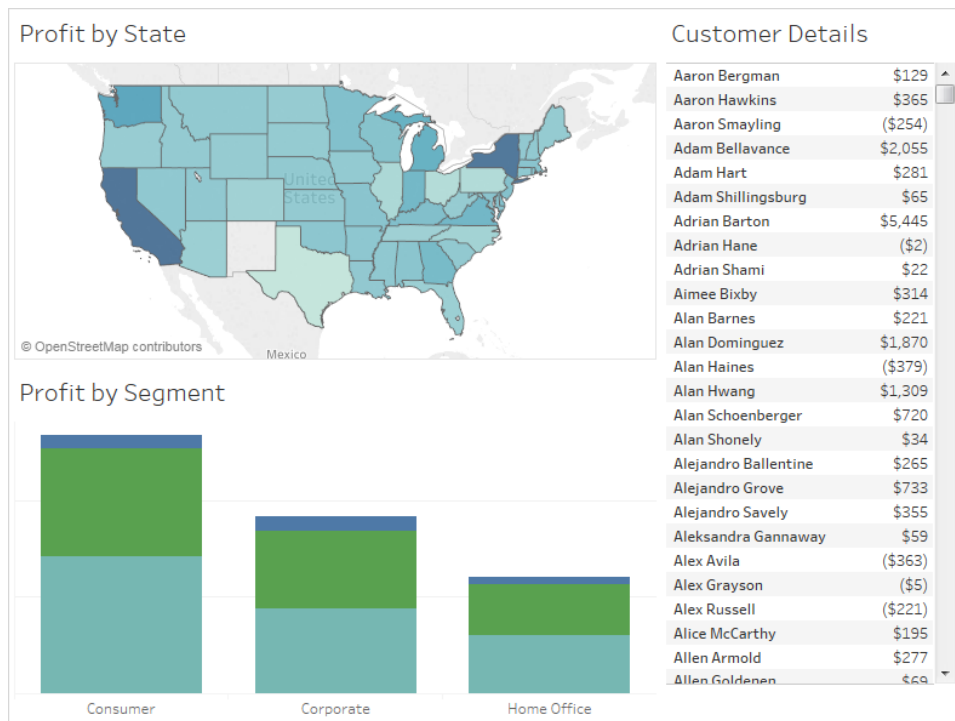 Profit by State
United
States
© OpenStreetMap contributors
Mexico
Profit by Segment
Consumer
Corporate
Home Office
Customer Details
Aaron Bergman $129
Aaron Hawkins $365
Aaron Smayling ($254)
Adam Bellavance $2,055
Adam Hart $281
Adam Shillingsburg $65
Adrian Barton $5,445
Adrian Hane ($2)
Adrian Shami $22
Aimee Bixby $314
Alan Barnes $221
Alan Dominguez $1,870
Alan Haines ($379)
Alan Hwang $1,309
Alan Schoenberger $720
Alan Shonely $34
Alejandro Ballentine $265
Alejandro Grove $733
Alejandro Savely $355
Aleksandra Gannaway $59
Alex Avila ($363)
Alex Grayson ($5)
Alex Russell ($221)
Alice McCarthy $195
Allen Armold $277
Allen Goldenen $69